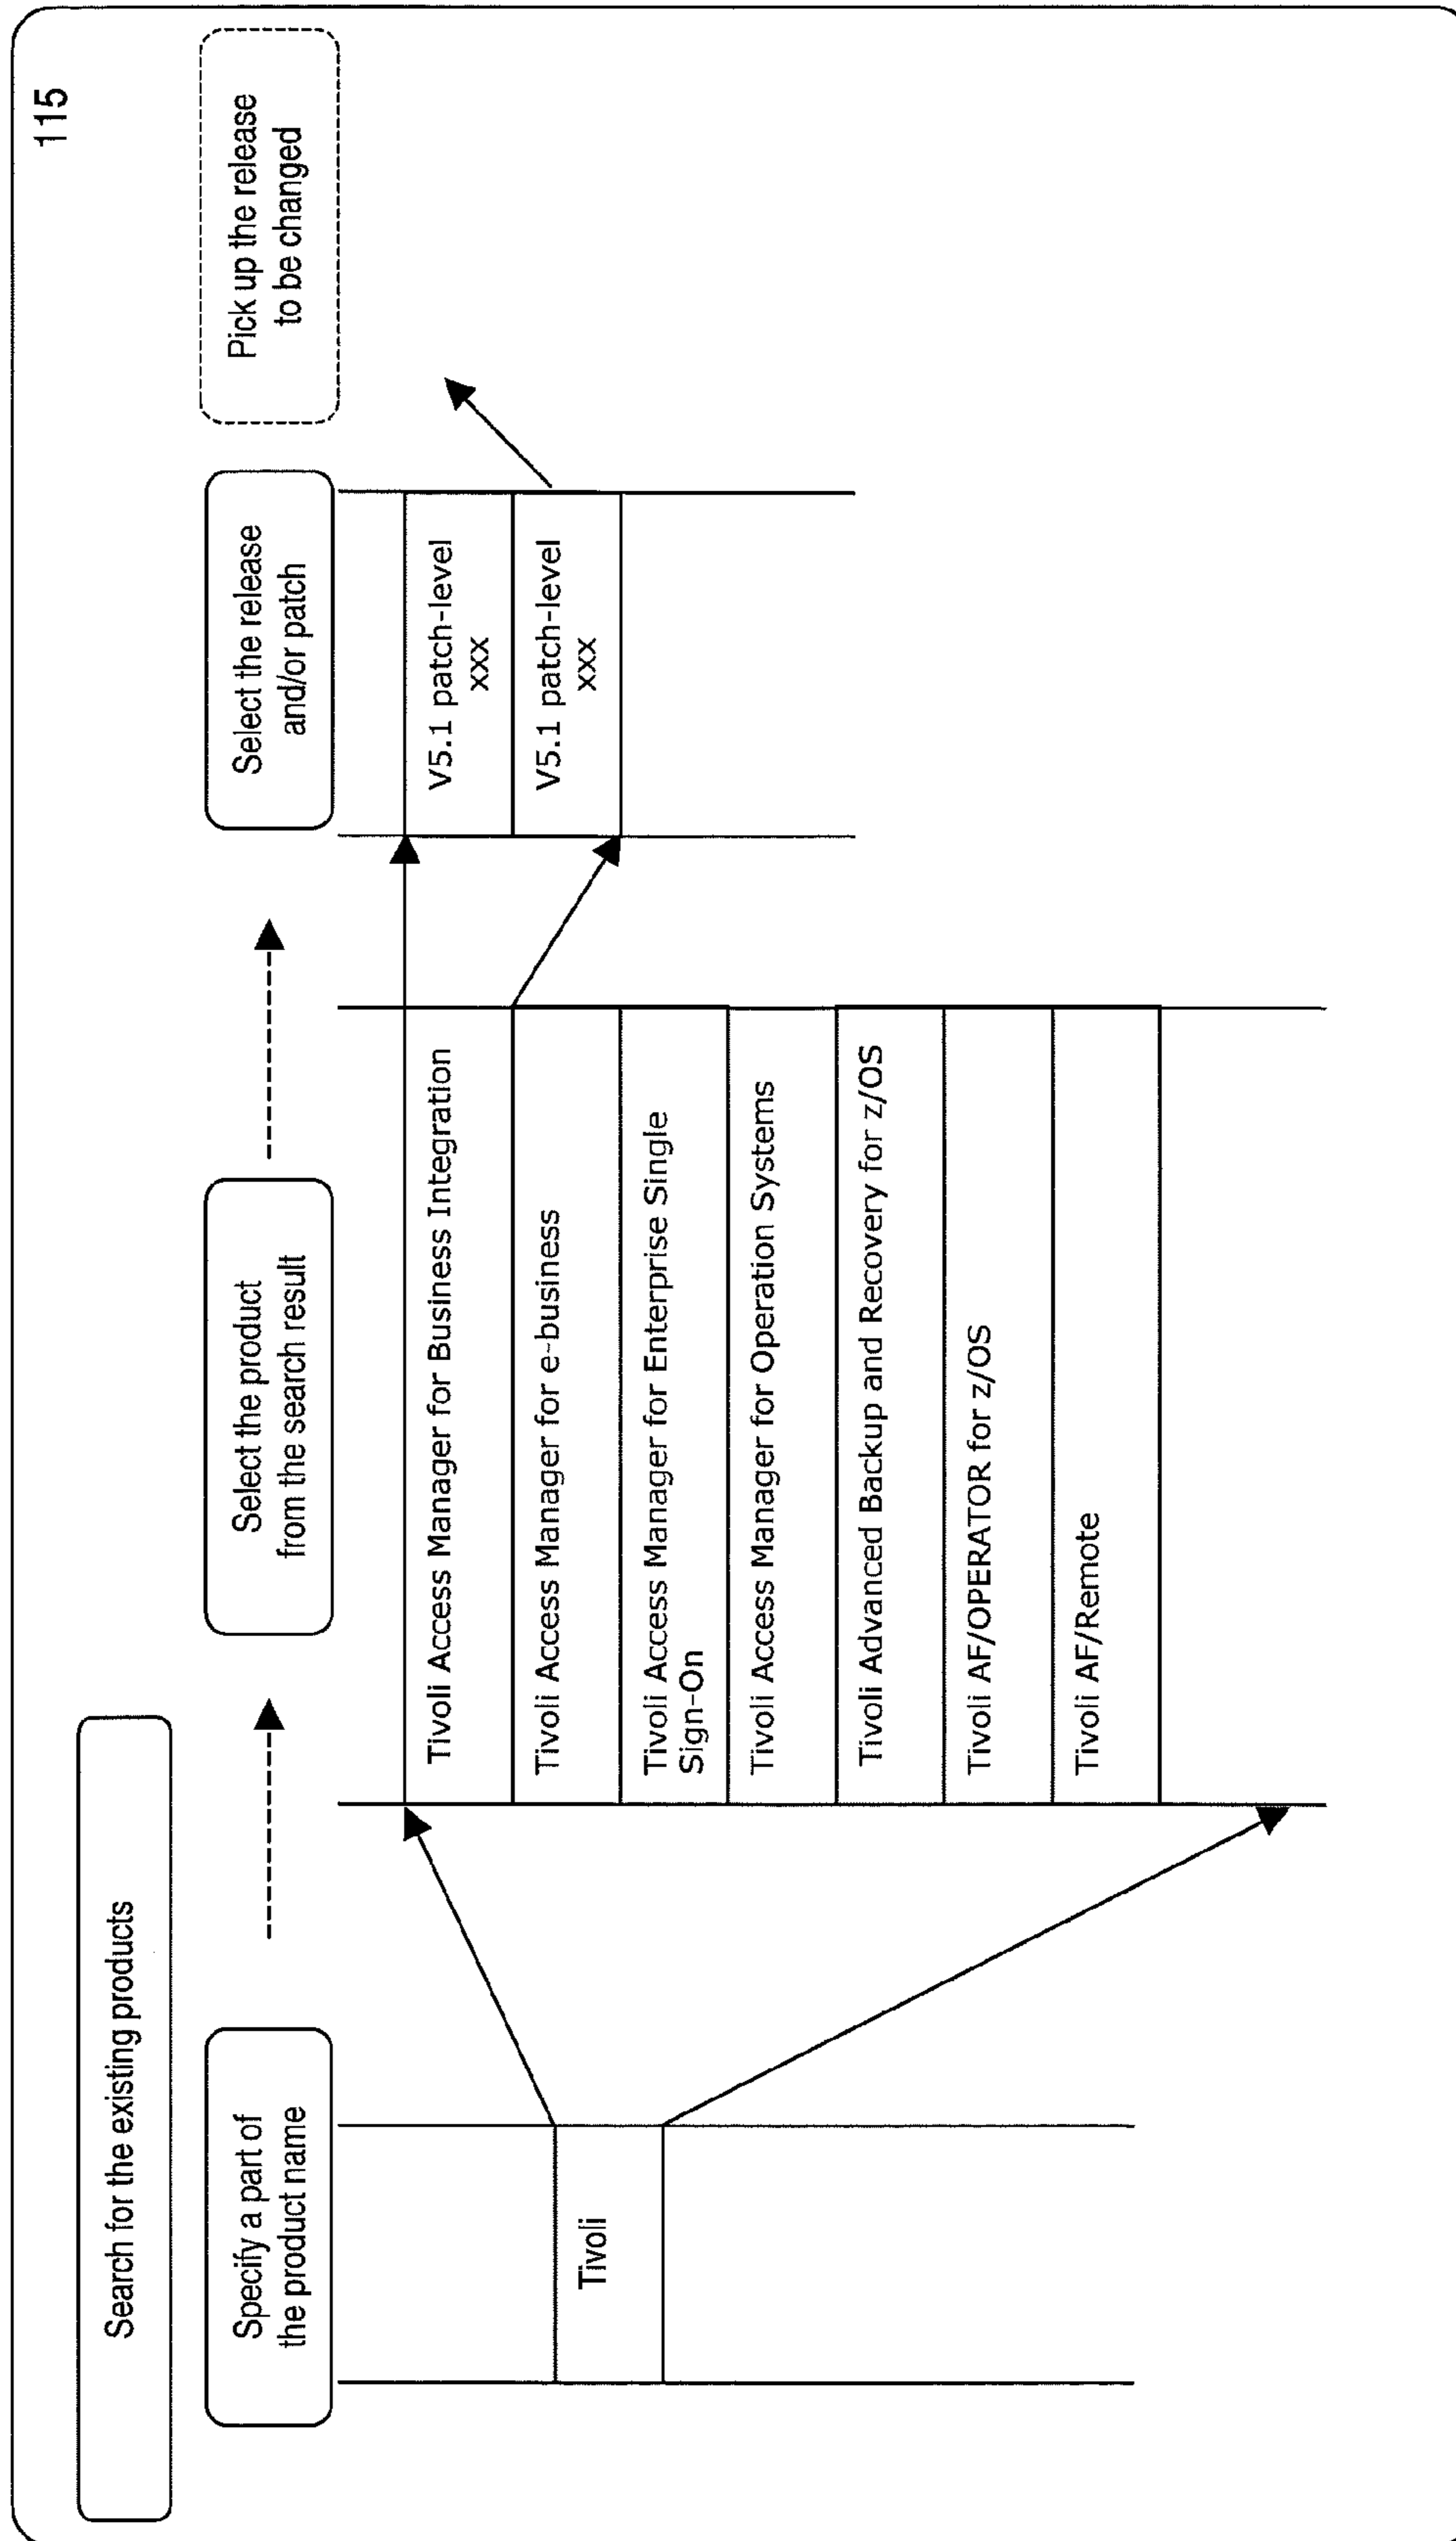 115
Search for the existing products
Specify a part of
the product name
Select the product
from the search result
Select the release
and/or patch
Pick up the release
to be changed
Tivoli
Tivoli Access Manager for Business Integration
Tivoli Access Manager for e-business
Tivoli Access Manager for Enterprise Single
Sign-On
Tivoli Access Manager for Operation Systems
Tivoli Advanced Backup and Recovery for z/OS
Tivoli AF/OPERATOR for z/OS
Tivoli AF/Remote
V5.1 patch-level
xxx
V5.1 patch-level
xxx